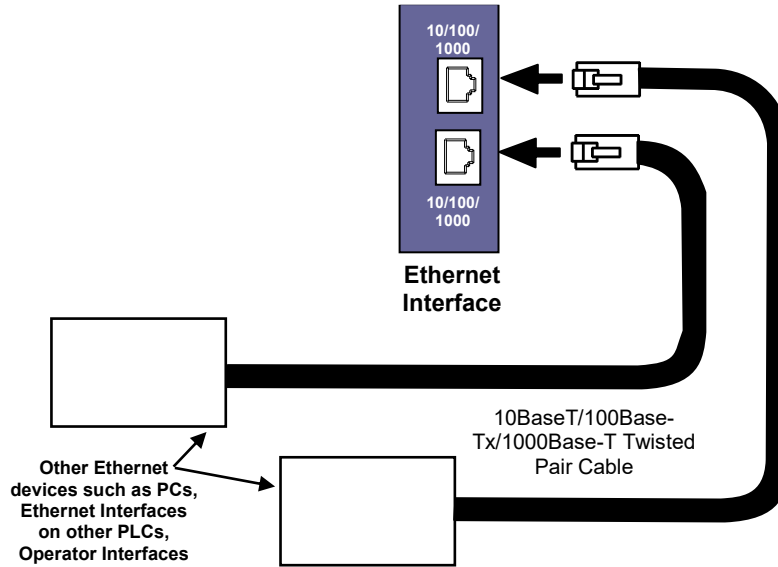 10/100/
1000
10/100/
1000
Ethernet
Interface
10BaseT/100Base-
Tx/1000Base-T Twisted
Pair Cable
Other Ethernet
devices such as PCs,
Ethernet Interfaces
on other PLCs,
Operator Interfaces